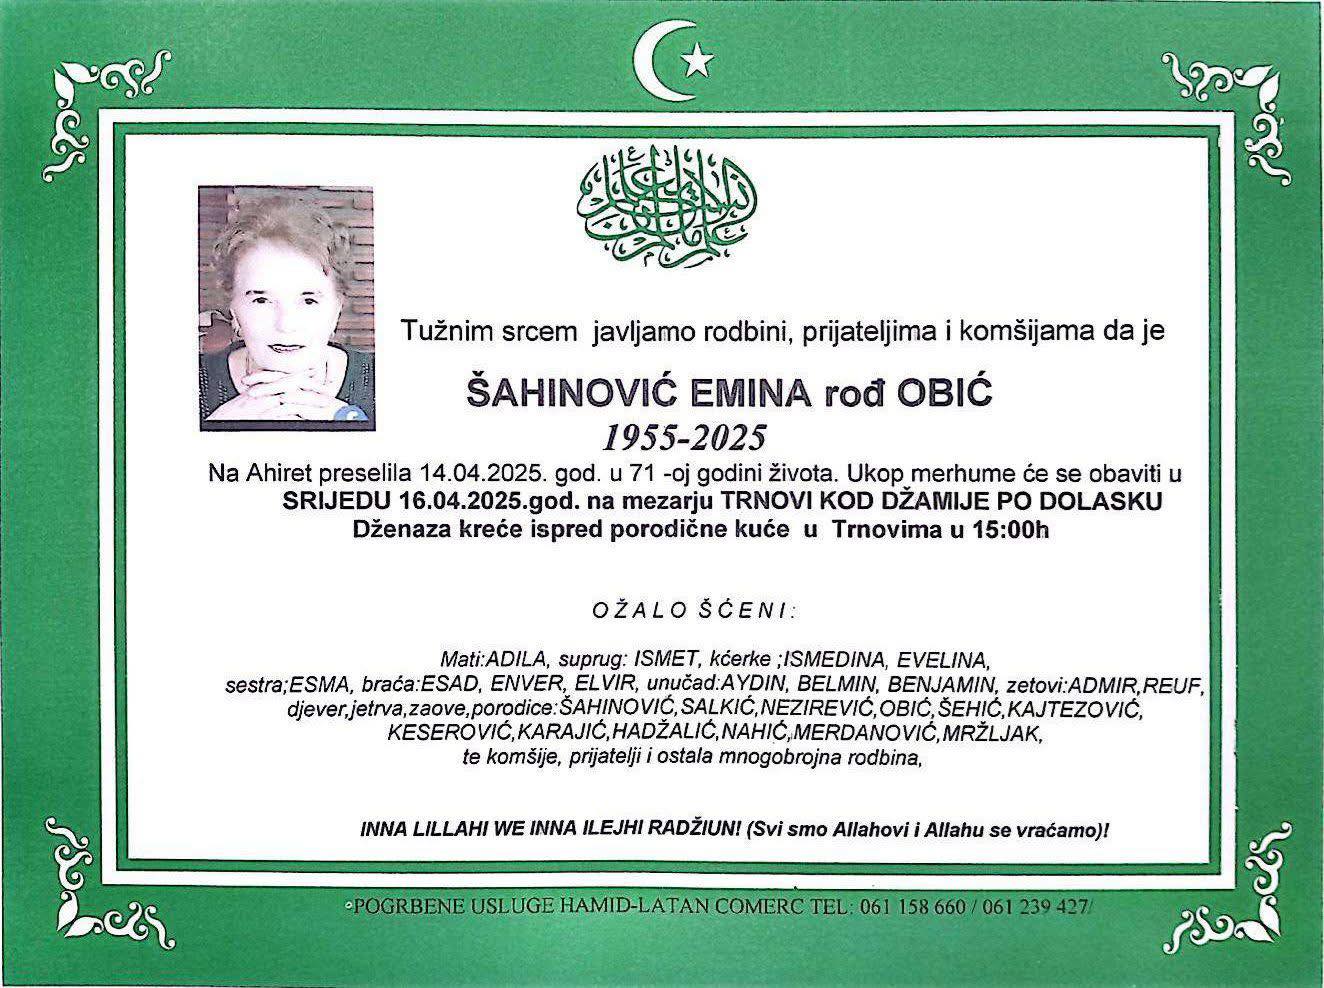 Tužnim srcem javljamo rodbini, prijateljima i komšijama da je
ŠAHINOVIĆ EMINA rođ OBIĆ
1955-2025
Na Ahiret preselila 14.04.2025. god. u 71 -oj godini života. Ukop merhume će se obaviti u
SRIJEDU 16.04.2025.god. na mezarju TRNOVI KOD DŽAMIJE PO DOLASKU
Dženaza kreće ispred porodične kuće u Trnovima u 15:00h
O Ž A L O Š Ć E N I :
Mati:ADILA, suprug: ISMET, kćerke ;ISMEDINA, EVELINA,
sestra;ESMA, braća:ESAD, ENVER, ELVIR, unučad:AYDIN, BELMIN, BENJAMIN, zetovi:ADMIR,REUF,
djever,jetrva,zaove,porodice:ŠAHINOVIĆ,SALKIĆ,NEZIREVIĆ,OBIĆ,ŠEHIĆ,KAJTEZOVIĆ,
KESEROVIĆ,KARAJIĆ,HADŽALIĆ,NAHIĆ,MERDANOVIĆ,MRŽLJAK,
te komšije, prijatelji i ostala mnogobrojna rodbina,
INNA LILLAHI WE INNA ILEJHI RADŽIUN! (Svi smo Allahovi i Allahu se vraćamo)!
POGRBENE USLUGE HAMID-LATAN COMERC TEL: 061 158 660 / 061 239 427/